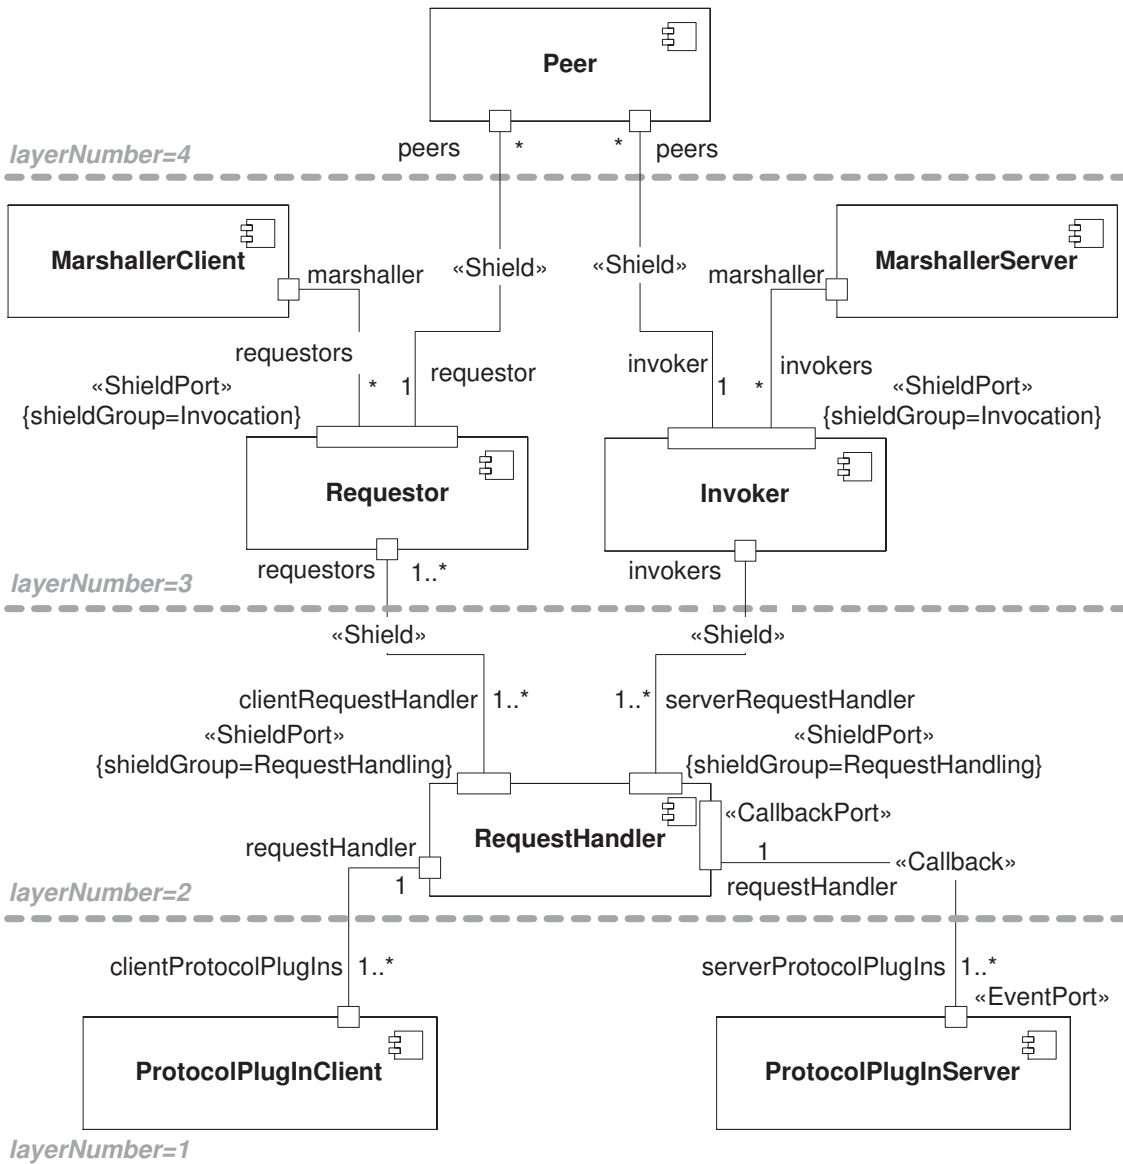 Peer
peers * * peers
layerNumber=4
MarshallerClient
MarshallerServer
marshaller «Shield» «Shield» marshaller
requestors requestor invoker invokers
«ShieldPort» * 1 1 * «ShieldPort»
{shieldGroup=Invocation} {shieldGroup=Invocation}
Requestor Invoker
requestors 1..* invokers
layerNumber=3
«Shield» «Shield»
clientRequestHandler 1..* 1..* serverRequestHandler
«ShieldPort» «ShieldPort»
{shieldGroup=RequestHandling} {shieldGroup=RequestHandling}
«CallbackPort»
RequestHandler
requestHandler 1 «Callback»
1 requestHandler
layerNumber=2
clientProtocolPlugIns 1..* serverProtocolPlugIns 1..*
«EventPort»
ProtocolPlugInClient ProtocolPlugInServer
layerNumber=1